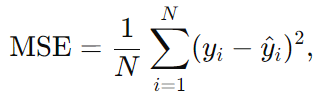 MSE = \frac{1}{N} \sum_{i=1}^{N} (y_i - \hat{y}_i)^2,